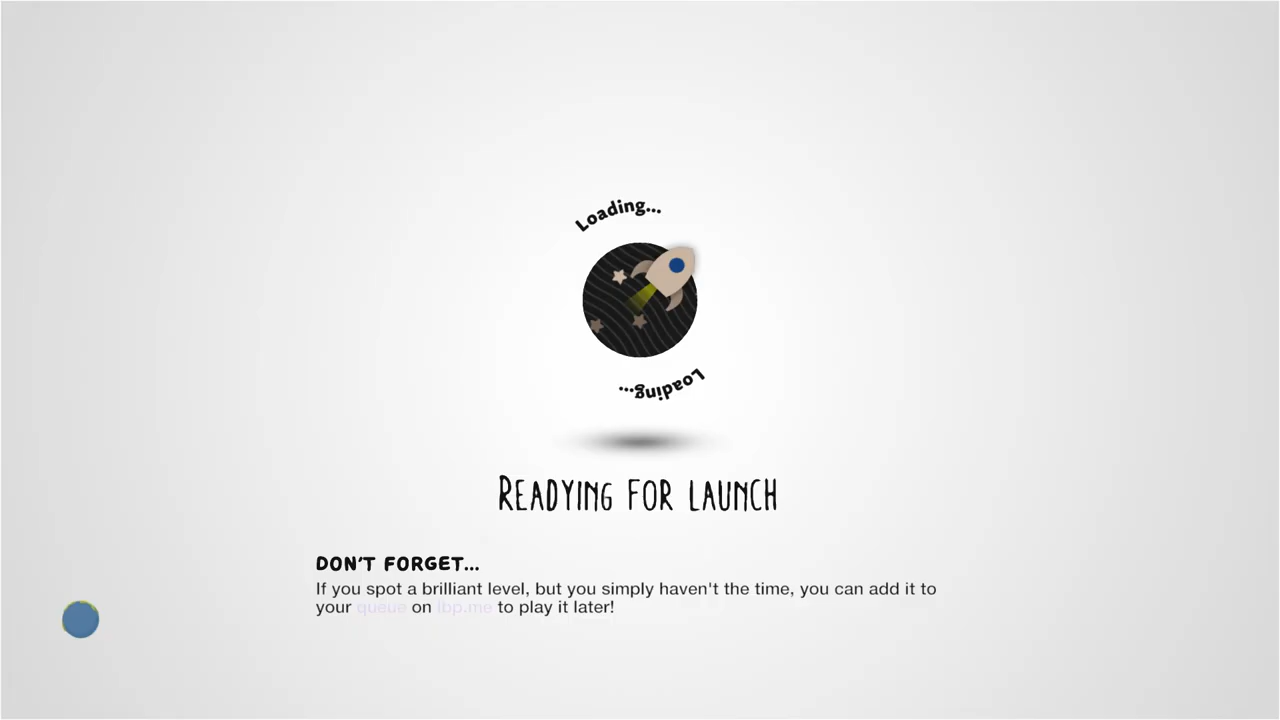 Loading...
Loading...
READYING FOR LAUNCH
DON'T FORGET...
If you spot a brilliant level, but you simply haven't the time, you can add it to
your queue on lbp.me to play it later!